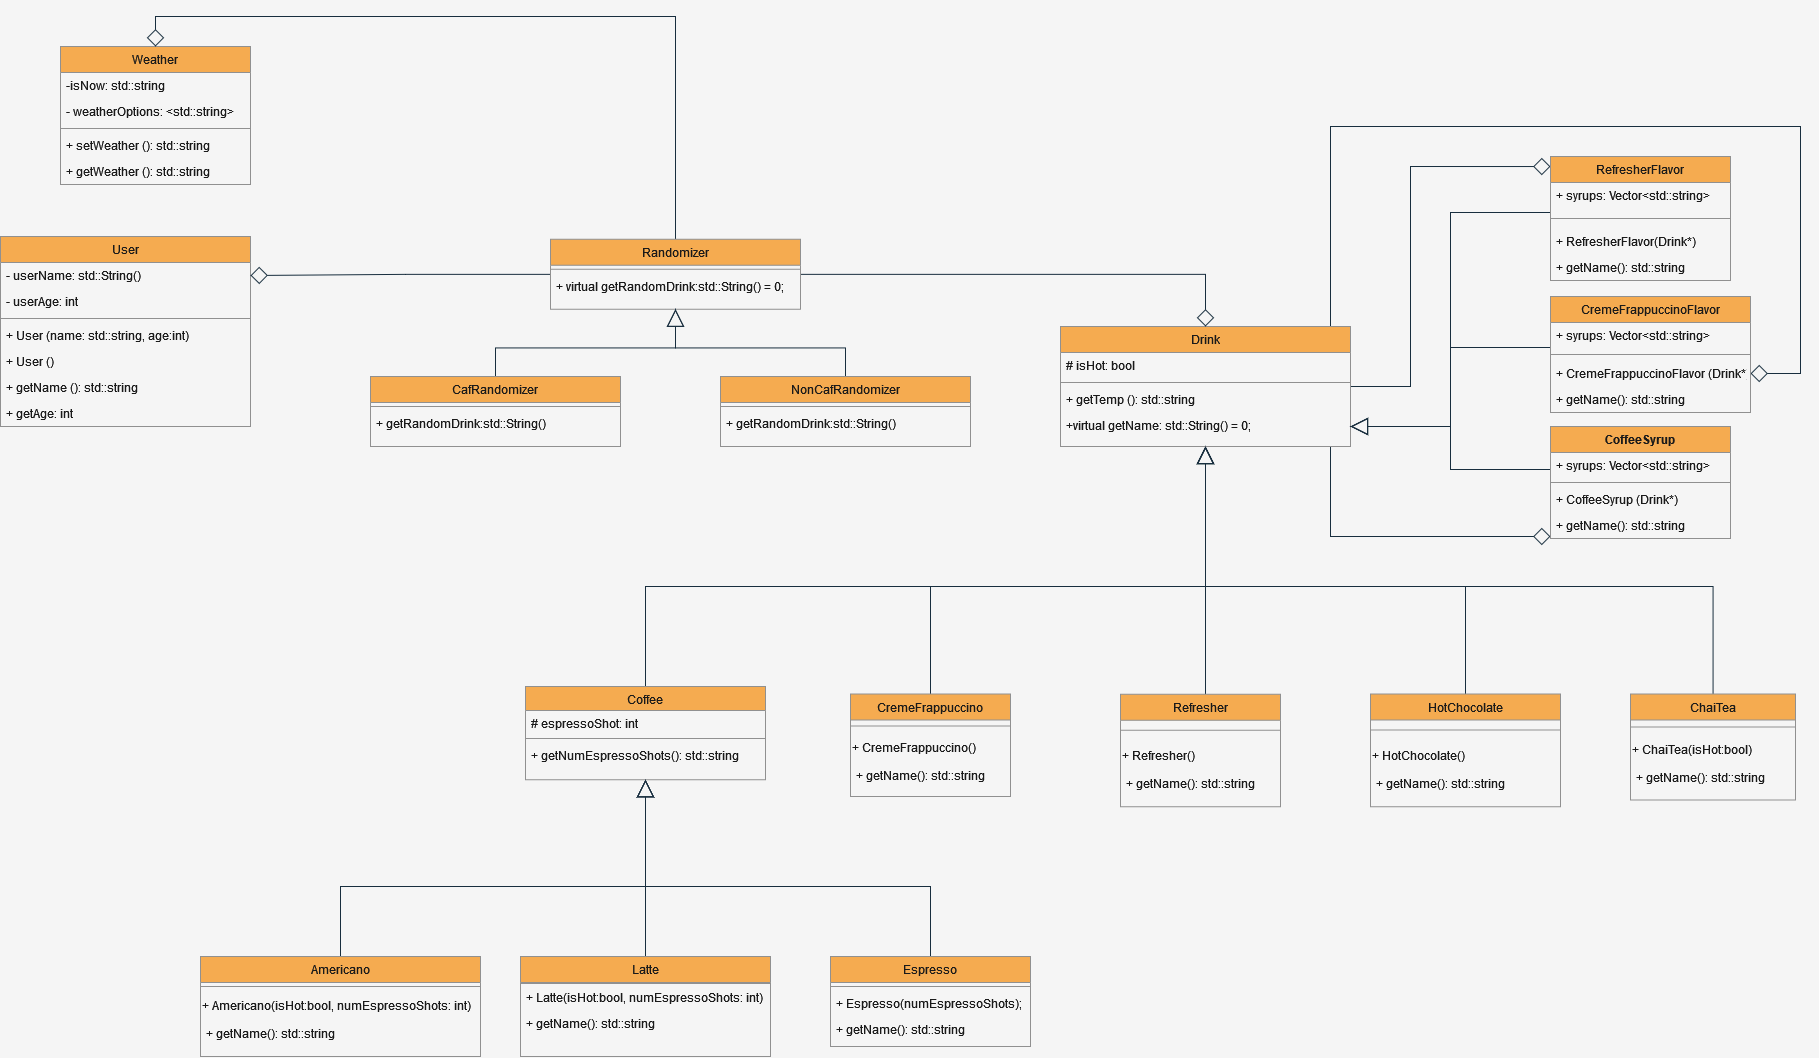 Weather
-isNow: std::string
- weatherOptions: <std::string>
+ setWeather (): std::string
+ getWeather (): std::string
User
- userName: std::String()
- userAge: int
+ User (name: std::string, age:int)
+ User ()
+ getName (): std::string
+ getAge: int
Randomizer
+ virtual getRandomDrink:std::String() = 0;
CafRandomizer
+ getRandomDrink:std::String()
NonCafRandomizer
+ getRandomDrink:std::String()
Drink
# isHot: bool
+ getTemp (): std::string
+virtual getName: std::String() = 0;
RefresherFlavor
+ syrups: Vector<std::string>
+ RefresherFlavor(Drink*)
+ getName(): std::string
CremeFrappuccinoFlavor
+ syrups: Vector<std::string>
+ CremeFrappuccinoFlavor (Drink*
+ getName(): std::string
CoffeeSyrup
+ syrups: Vector<std::string>
+ CoffeeSyrup (Drink*)
+ getName(): std::string
Coffee
# espressoShot: int
+ getNumEspressoShots(): std::string
CremeFrappuccino
+ CremeFrappuccino()
+ getName(): std::string
Refresher
+ Refresher()
+ getName(): std::string
HotChocolate
+ HotChocolate()
+ getName(): std::string
ChaiTea
+ ChaiTea(isHot:bool)
+ getName(): std::string
Americano
+ Americano(isHot:bool, numEspressoShots: int)
+ getName(): std::string
Latte
+ Latte(isHot:bool, numEspressoShots: int)
+ getName(): std::string
Espresso
+ Espresso(numEspressoShots);
+ getName(): std::string